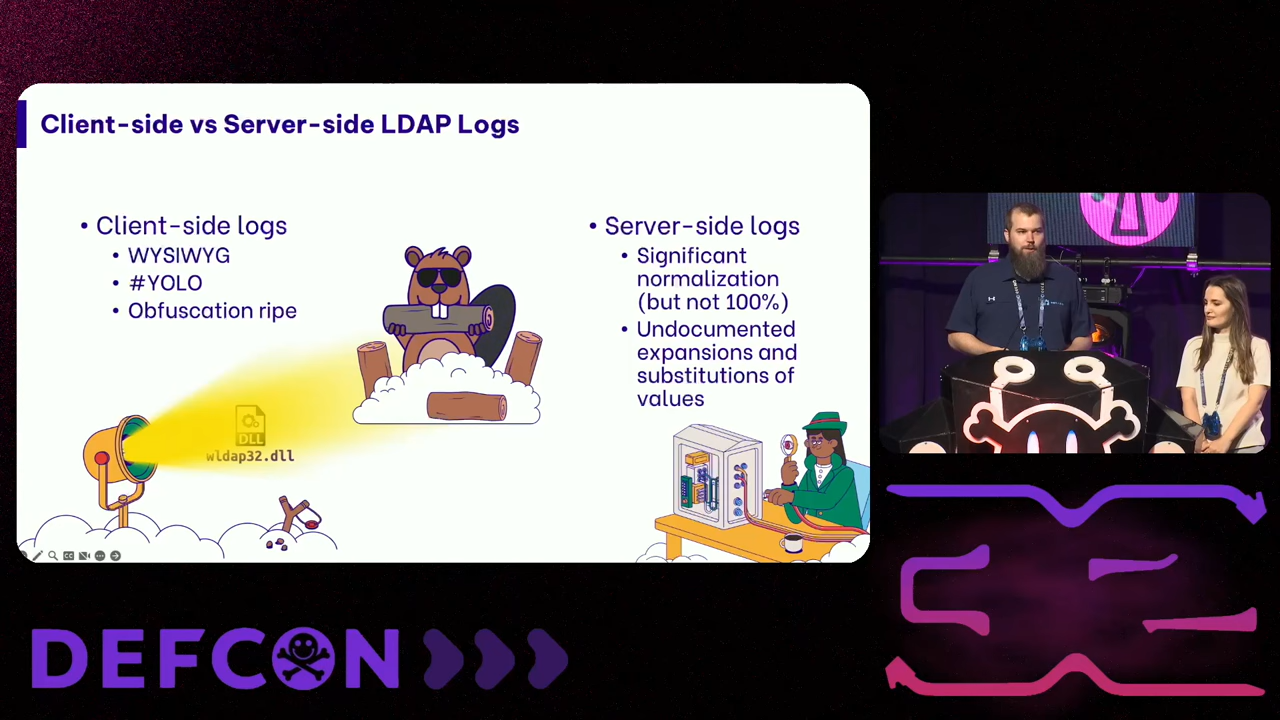 Client-side vs Server-side LDAP Logs
• Client-side logs
• WYSIWYG
• #YOLO
• Obfuscation ripe
DLL
wldap32.dll
• Server-side logs
• Significant
normalization
(but not 100%)
• Undocumented
expansions and
substitutions of
values
DEFCON